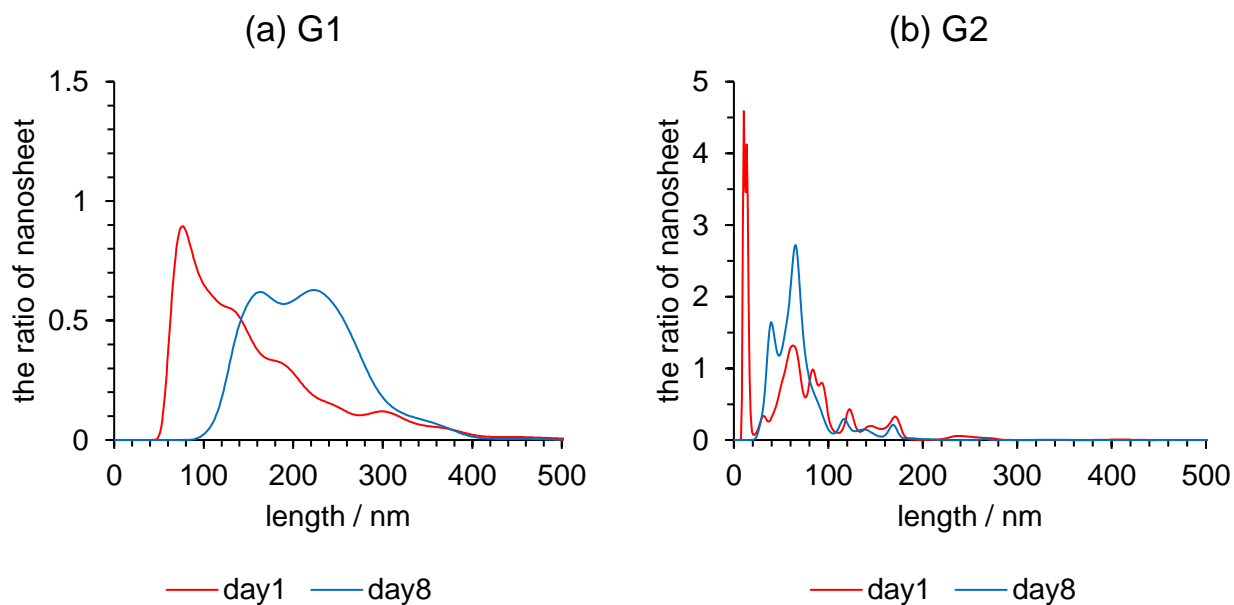 (a) G1
the ratio of nanosheet
1.5
1
0.5
0
0 100 200 300 400 500
length / nm
day1 day8
(b) G2
the ratio of nanosheet
5
4
3
2
1
0
0 100 200 300 400 500
length / nm
day1 day8